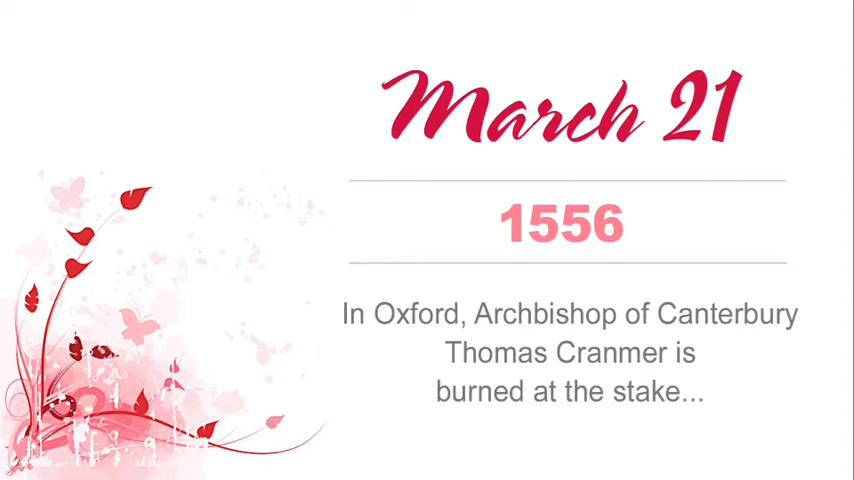 March 21
1556
In Oxford, Archbishop of Canterbury
Thomas Cranmer is
burned at the stake...